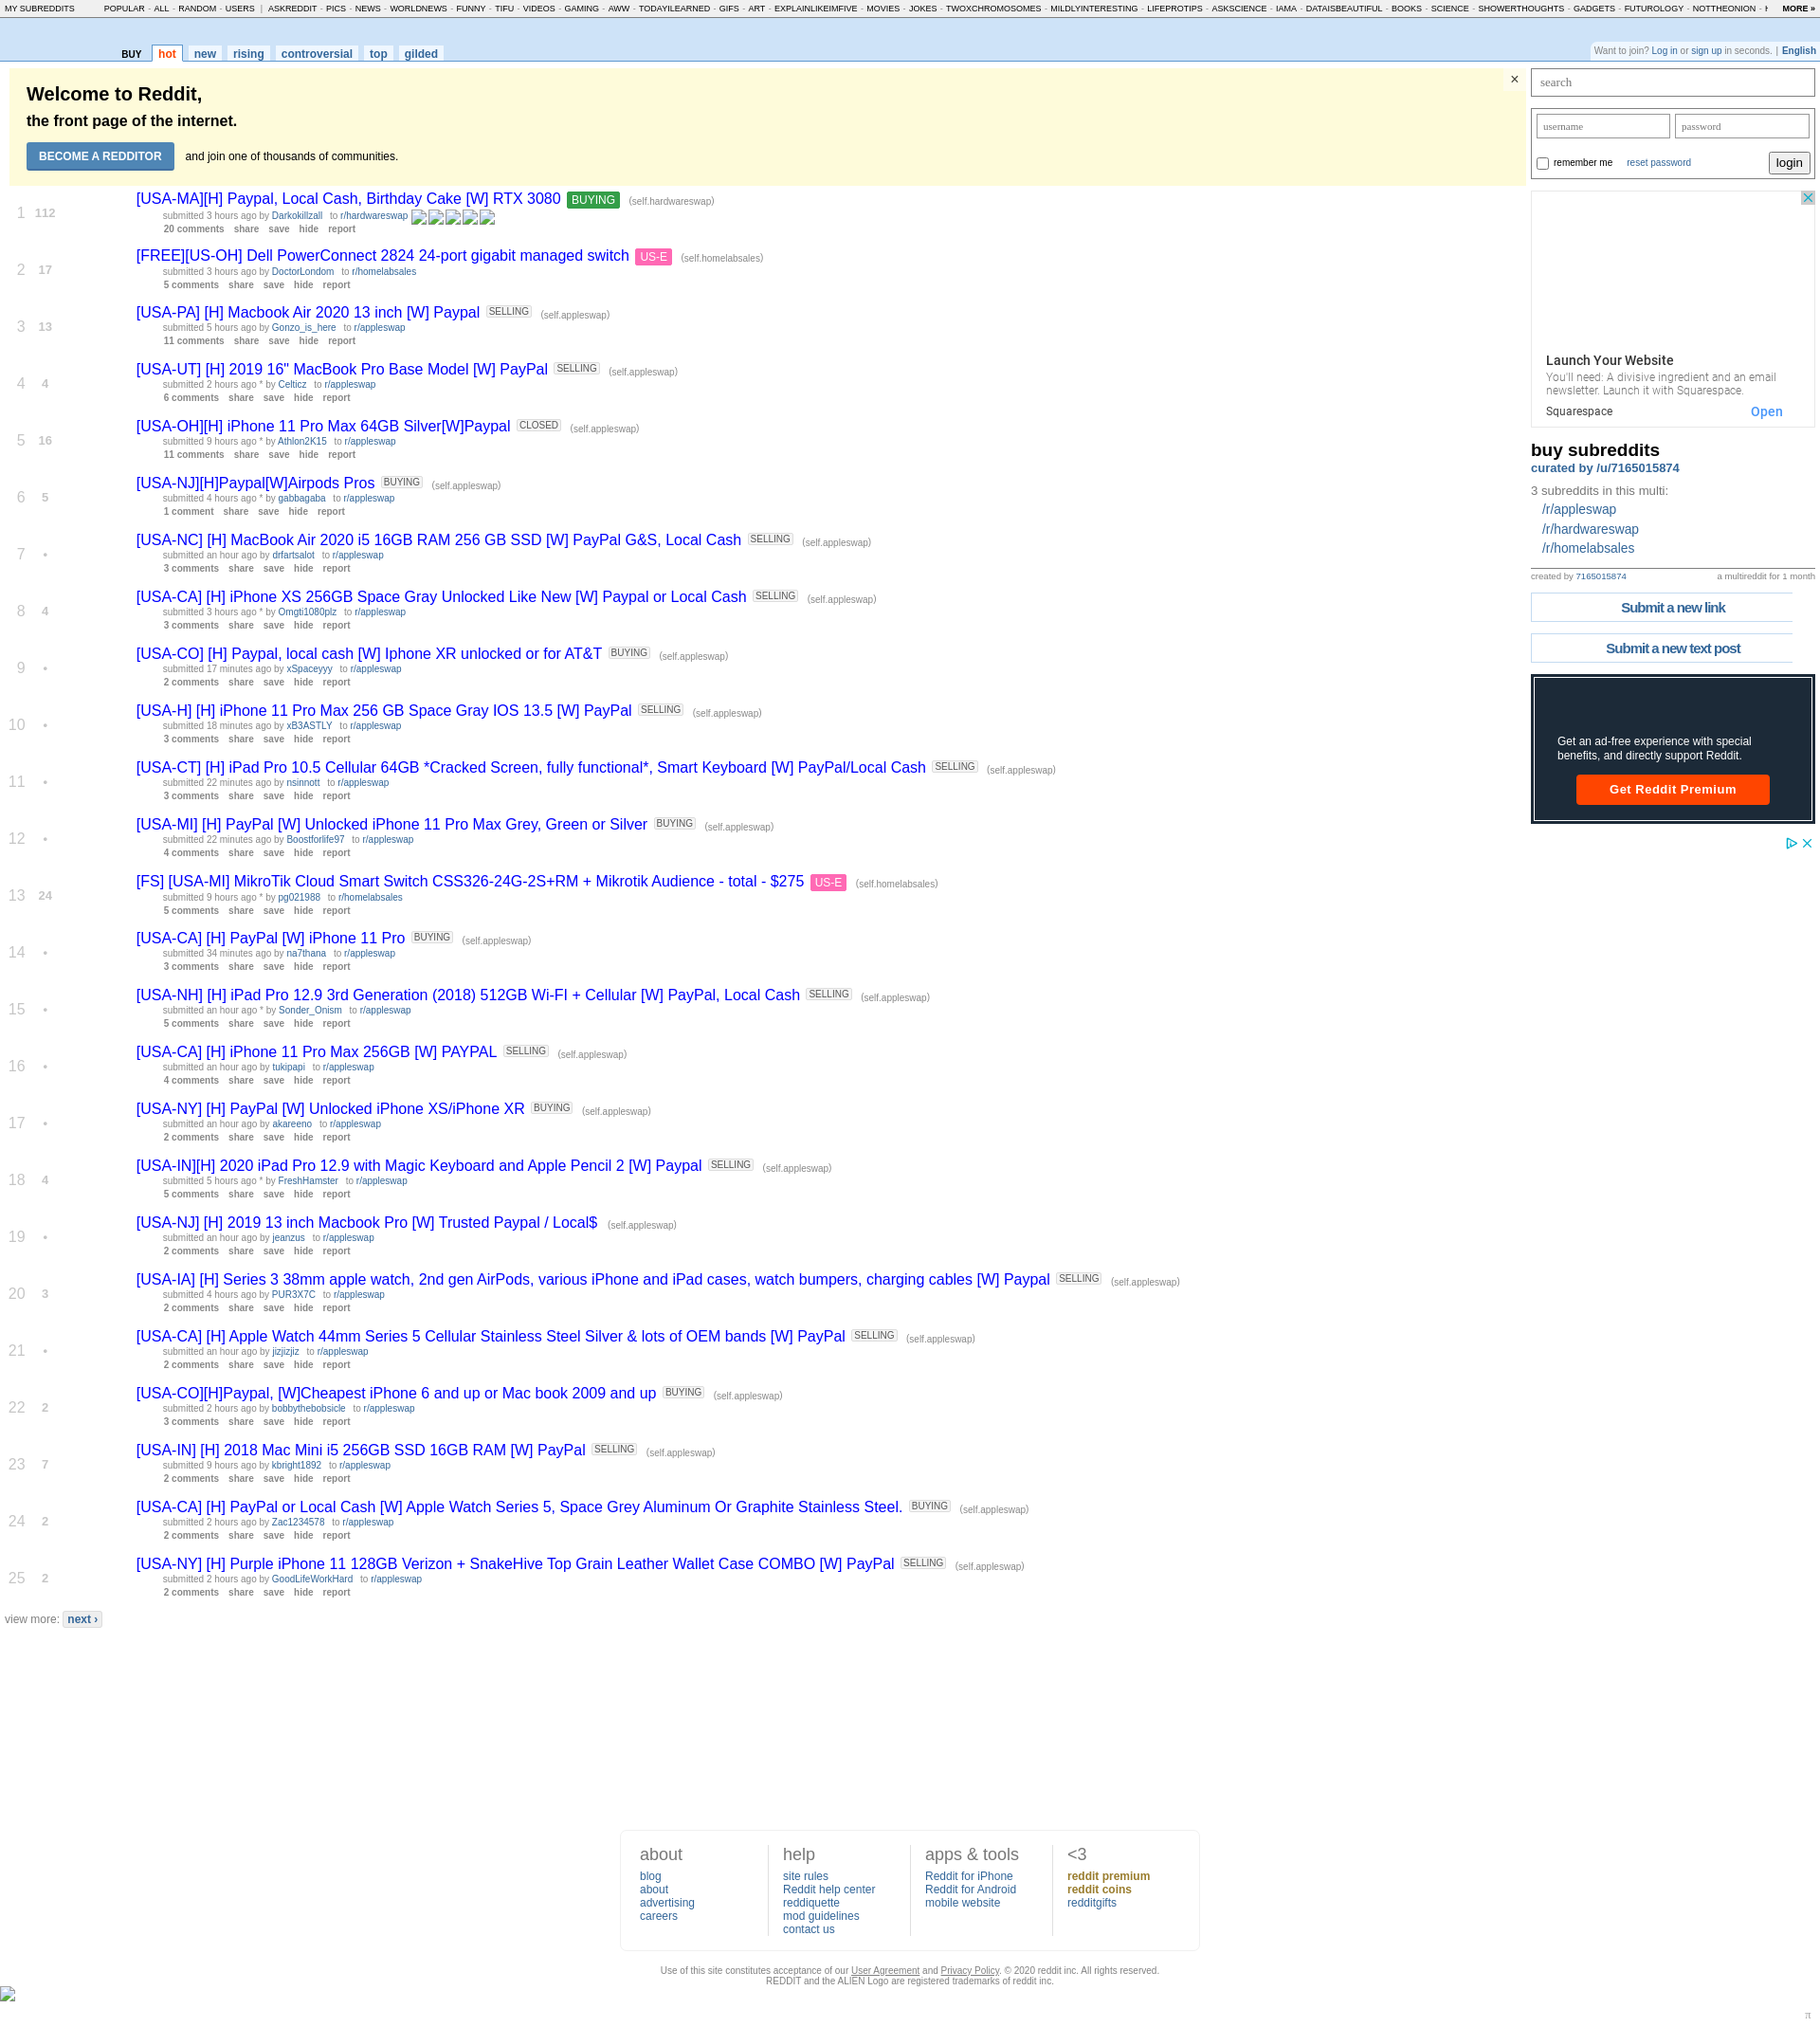 MY SUBREDDITS POPULAR - ALL - RANDOM - USERS | ASKREDDIT - PICS - NEWS - WORLDNEWS - FUNNY - TIFU - VIDEOS - GAMING - AWW - TODAYILEARNED - GIFS - ART - EXPLAINLIKEIMFIVE - MOVIES - JOKES - TWOXCHROMOSOMES - MILDLYINTERESTING - LIFEPROTIPS - ASKSCIENCE - IAMA - DATAISBEAUTIFUL - BOOKS - SCIENCE - SHOWERTHOUGHTS - GADGETS - FUTUROLOGY - NOTTHEONION - MORE »
BUY hot new rising controversial top gilded
Want to join? Log in or sign up in seconds. | English
Welcome to Reddit,
the front page of the internet.
BECOME A REDDITOR and join one of thousands of communities.
×
1 112 [USA-MA][H] Paypal, Local Cash, Birthday Cake [W] RTX 3080 BUYING (self.hardwareswap)
submitted 3 hours ago by Darkokillzall to r/hardwareswap
20 comments share save hide report
2 17 [FREE][US-OH] Dell PowerConnect 2824 24-port gigabit managed switch US-E (self.homelabsales)
submitted 3 hours ago by DoctorLondom to r/homelabsales
5 comments share save hide report
3 13 [USA-PA] [H] Macbook Air 2020 13 inch [W] Paypal SELLING (self.appleswap)
submitted 5 hours ago by Gonzo_is_here to r/appleswap
11 comments share save hide report
4 4 [USA-UT] [H] 2019 16" MacBook Pro Base Model [W] PayPal SELLING (self.appleswap)
submitted 2 hours ago * by Celticz to r/appleswap
6 comments share save hide report
5 16 [USA-OH][H] iPhone 11 Pro Max 64GB Silver[W]Paypal CLOSED (self.appleswap)
submitted 9 hours ago * by Athlon2K15 to r/appleswap
11 comments share save hide report
6 5 [USA-NJ][H]Paypal[W]Airpods Pros BUYING (self.appleswap)
submitted 4 hours ago * by gabbagaba to r/appleswap
1 comment share save hide report
7 • [USA-NC] [H] MacBook Air 2020 i5 16GB RAM 256 GB SSD [W] PayPal G&S, Local Cash SELLING (self.appleswap)
submitted an hour ago by drfartsalot to r/appleswap
3 comments share save hide report
8 4 [USA-CA] [H] iPhone XS 256GB Space Gray Unlocked Like New [W] Paypal or Local Cash SELLING (self.appleswap)
submitted 3 hours ago * by Omgti1080plz to r/appleswap
3 comments share save hide report
9 • [USA-CO] [H] Paypal, local cash [W] Iphone XR unlocked or for AT&T BUYING (self.appleswap)
submitted 17 minutes ago by xSpaceyyy to r/appleswap
2 comments share save hide report
10 • [USA-H] [H] iPhone 11 Pro Max 256 GB Space Gray IOS 13.5 [W] PayPal SELLING (self.appleswap)
submitted 18 minutes ago by xB3ASTLY to r/appleswap
3 comments share save hide report
11 • [USA-CT] [H] iPad Pro 10.5 Cellular 64GB *Cracked Screen, fully functional*, Smart Keyboard [W] PayPal/Local Cash SELLING (self.appleswap)
submitted 22 minutes ago by nsinnott to r/appleswap
3 comments share save hide report
12 • [USA-MI] [H] PayPal [W] Unlocked iPhone 11 Pro Max Grey, Green or Silver BUYING (self.appleswap)
submitted 22 minutes ago by Boostforlife97 to r/appleswap
4 comments share save hide report
13 24 [FS] [USA-MI] MikroTik Cloud Smart Switch CSS326-24G-2S+RM + Mikrotik Audience - total - $275 US-E (self.homelabsales)
submitted 9 hours ago * by pg021988 to r/homelabsales
5 comments share save hide report
14 • [USA-CA] [H] PayPal [W] iPhone 11 Pro BUYING (self.appleswap)
submitted 34 minutes ago by na7thana to r/appleswap
3 comments share save hide report
15 • [USA-NH] [H] iPad Pro 12.9 3rd Generation (2018) 512GB Wi-FI + Cellular [W] PayPal, Local Cash SELLING (self.appleswap)
submitted an hour ago * by Sonder_Onism to r/appleswap
5 comments share save hide report
16 • [USA-CA] [H] iPhone 11 Pro Max 256GB [W] PAYPAL SELLING (self.appleswap)
submitted an hour ago by tukipapi to r/appleswap
4 comments share save hide report
17 • [USA-NY] [H] PayPal [W] Unlocked iPhone XS/iPhone XR BUYING (self.appleswap)
submitted an hour ago by akareeno to r/appleswap
2 comments share save hide report
18 4 [USA-IN][H] 2020 iPad Pro 12.9 with Magic Keyboard and Apple Pencil 2 [W] Paypal SELLING (self.appleswap)
submitted 5 hours ago * by FreshHamster to r/appleswap
5 comments share save hide report
19 • [USA-NJ] [H] 2019 13 inch Macbook Pro [W] Trusted Paypal / Local$ (self.appleswap)
submitted an hour ago by jeanzus to r/appleswap
2 comments share save hide report
20 3 [USA-IA] [H] Series 3 38mm apple watch, 2nd gen AirPods, various iPhone and iPad cases, watch bumpers, charging cables [W] Paypal SELLING (self.appleswap)
submitted 4 hours ago by PUR3X7C to r/appleswap
2 comments share save hide report
21 • [USA-CA] [H] Apple Watch 44mm Series 5 Cellular Stainless Steel Silver & lots of OEM bands [W] PayPal SELLING (self.appleswap)
submitted an hour ago by jizjizjiz to r/appleswap
2 comments share save hide report
22 2 [USA-CO][H]Paypal, [W]Cheapest iPhone 6 and up or Mac book 2009 and up BUYING (self.appleswap)
submitted 2 hours ago by bobbythebobsicle to r/appleswap
3 comments share save hide report
23 7 [USA-IN] [H] 2018 Mac Mini i5 256GB SSD 16GB RAM [W] PayPal SELLING (self.appleswap)
submitted 9 hours ago by kbright1892 to r/appleswap
2 comments share save hide report
24 2 [USA-CA] [H] PayPal or Local Cash [W] Apple Watch Series 5, Space Grey Aluminum Or Graphite Stainless Steel. BUYING (self.appleswap)
submitted 2 hours ago by Zac1234578 to r/appleswap
2 comments share save hide report
25 2 [USA-NY] [H] Purple iPhone 11 128GB Verizon + SnakeHive Top Grain Leather Wallet Case COMBO [W] PayPal SELLING (self.appleswap)
submitted 2 hours ago by GoodLifeWorkHard to r/appleswap
2 comments share save hide report
view more: next ›
search
username password
remember me reset password login
Launch Your Website
You'll need: A divisive ingredient and an email
newsletter. Launch it with Squarespace.
Squarespace Open
buy subreddits
curated by /u/7165015874
3 subreddits in this multi:
/r/appleswap
/r/hardwareswap
/r/homelabsales
created by 7165015874 a multireddit for 1 month
Submit a new link
Submit a new text post
Get an ad-free experience with special
benefits, and directly support Reddit.
Get Reddit Premium
about
blog
about
advertising
careers
help
site rules
Reddit help center
reddiquette
mod guidelines
contact us
apps & tools
Reddit for iPhone
Reddit for Android
mobile website
<3
reddit premium
reddit coins
redditgifts
Use of this site constitutes acceptance of our User Agreement and Privacy Policy. © 2020 reddit inc. All rights reserved.
REDDIT and the ALIEN Logo are registered trademarks of reddit inc.
π